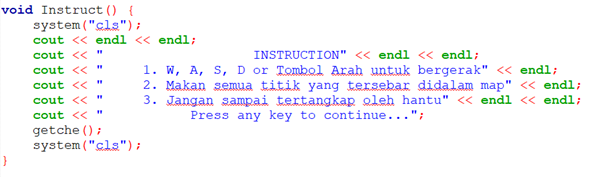 void Instruct() {
    system("cls");
    cout << endl << endl;
    cout << "                    INSTRUCTION" << endl << endl;
    cout << "     1. W, A, S, D or Tombol Arah untuk bergerak" << endl;
    cout << "     2. Makan semua titik yang tersebar didalam map" << endl;
    cout << "     3. Jangan sampai tertangkap oleh hantu" << endl << endl;
    cout << "           Press any key to continue...";
    getche();
    system("cls");
}